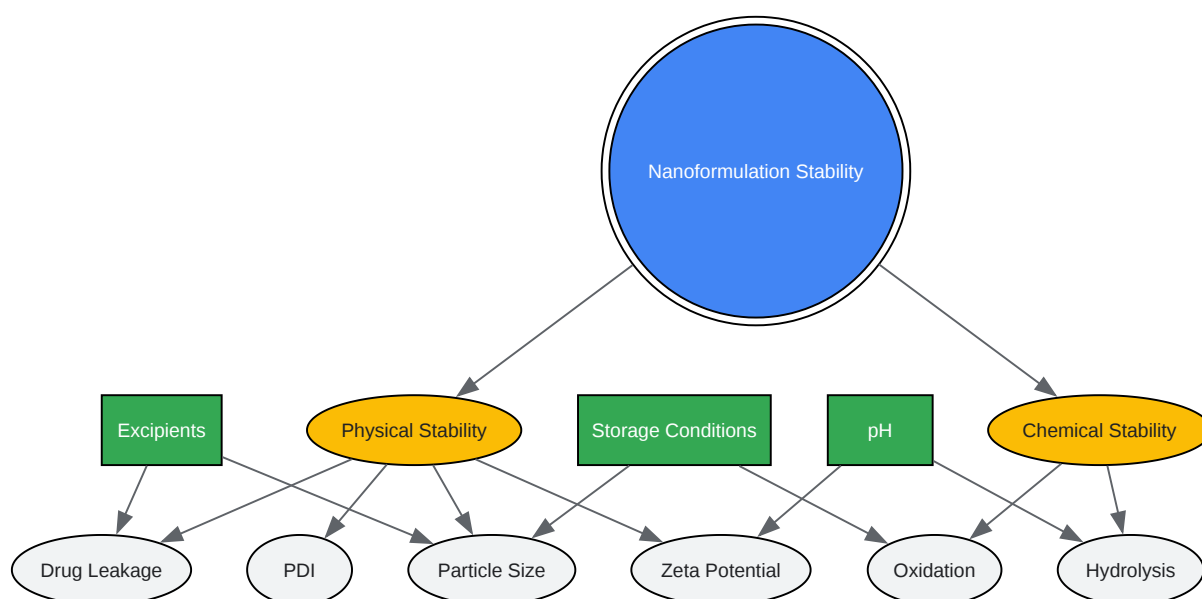 Nanoformulation Stability
Excipients
Physical Stability
Storage Conditions
pH
Chemical Stability
Drug Leakage
PDI
Particle Size
Zeta Potential
Oxidation
Hydrolysis